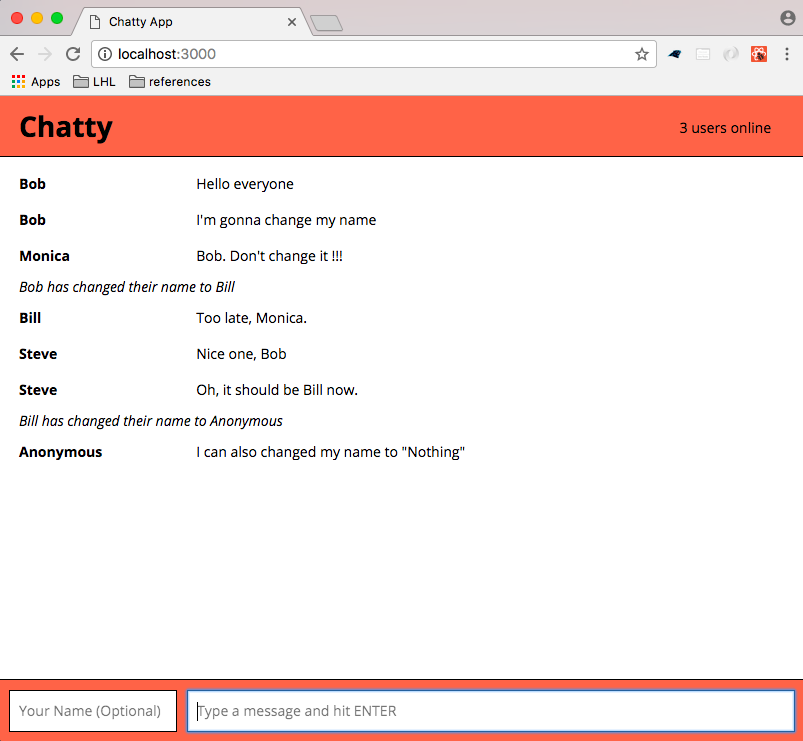 Chatty App
localhost:3000
Apps LHL references
Chatty 3 users online
Bob Hello everyone
Bob I'm gonna change my name
Monica Bob. Don't change it !!!
Bob has changed their name to Bill
Bill Too late, Monica.
Steve Nice one, Bob
Steve Oh, it should be Bill now.
Bill has changed their name to Anonymous
Anonymous I can also changed my name to "Nothing"
Your Name (Optional) Type a message and hit ENTER